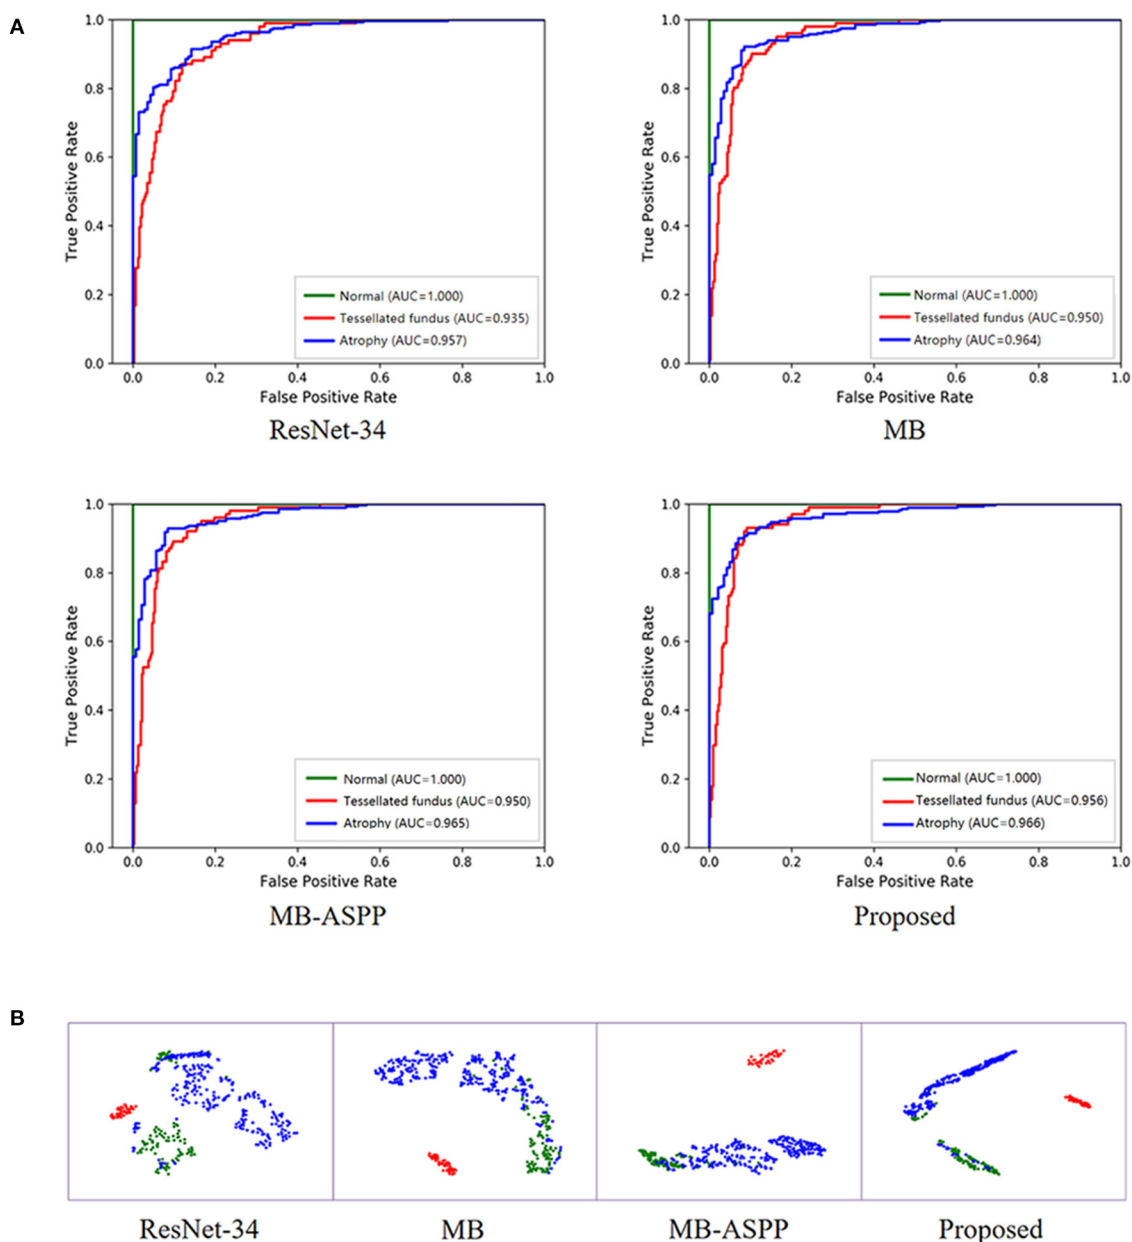 A
1.0
0.8
0.6
0.4
0.2
0.0
True Positive Rate
Normal (AUC=1.000)
Tessellated fundus (AUC=0.935)
Atrophy (AUC=0.957)
0.0 0.2 0.4 0.6 0.8 1.0
False Positive Rate
ResNet-34
1.0
0.8
0.6
0.4
0.2
0.0
True Positive Rate
Normal (AUC=1.000)
Tessellated fundus (AUC=0.950)
Atrophy (AUC=0.964)
0.0 0.2 0.4 0.6 0.8 1.0
False Positive Rate
MB
1.0
0.8
0.6
0.4
0.2
0.0
True Positive Rate
Normal (AUC=1.000)
Tessellated fundus (AUC=0.950)
Atrophy (AUC=0.965)
0.0 0.2 0.4 0.6 0.8 1.0
False Positive Rate
MB-ASPP
1.0
0.8
0.6
0.4
0.2
0.0
True Positive Rate
Normal (AUC=1.000)
Tessellated fundus (AUC=0.956)
Atrophy (AUC=0.966)
0.0 0.2 0.4 0.6 0.8 1.0
False Positive Rate
Proposed
B
ResNet-34 MB MB-ASPP Proposed